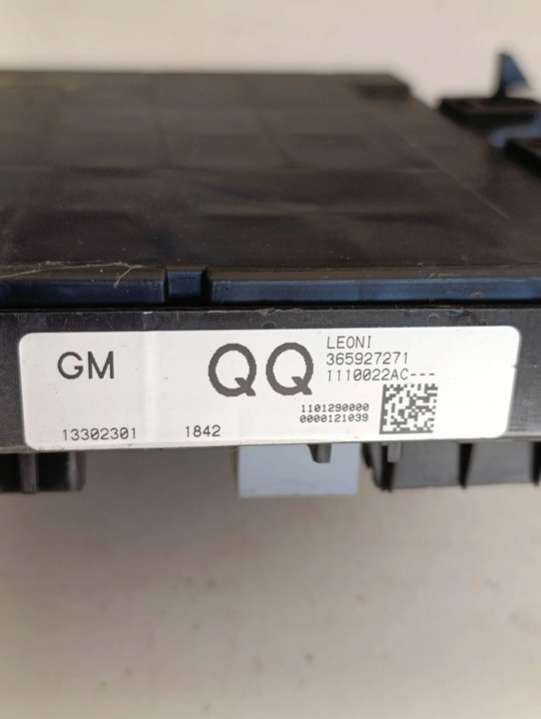 GM
QQ
LEONI
365927271
1110022AC---
1101290000
0000121039
13302301
1842